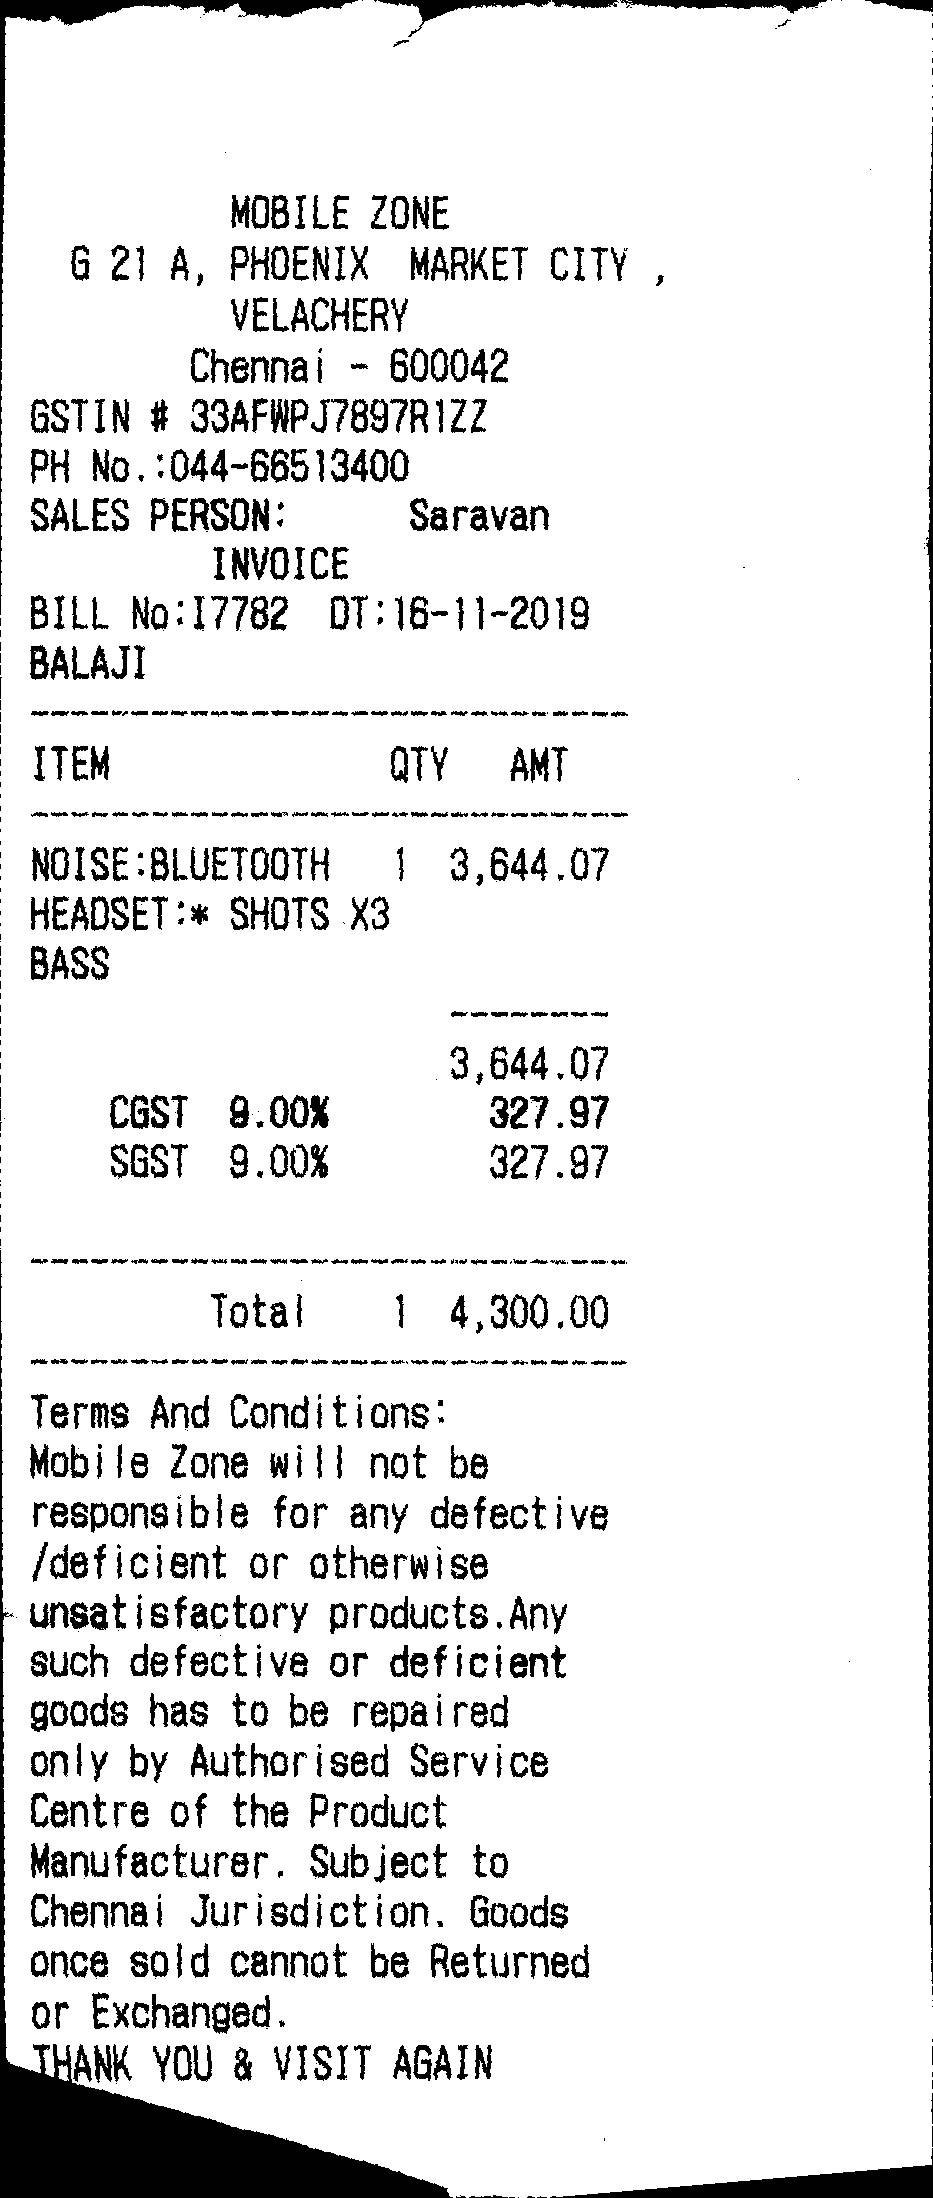 MOBILE ZONE
G 21 A, PHOENIX MARKET CITY ,
VELACHERY
Chennai - 600042
GSTIN # 33AFWPJ7897R1ZZ
PH No.:044-66513400
SALES PERSON: Saravan
INVOICE
BILL No:I7782 DT:16-11-2019
BALAJI
ITEM QTY AMT
NOISE:BLUETOOTH 1 3,644.07
HEADSET:* SHOTS X3
BASS
3,644.07
CGST 9.00% 327.97
SGST 9.00% 327.97
Total 1 4,300.00
Terms And Conditions:
Mobile Zone will not be
responsible for any defective
/deficient or otherwise
unsatisfactory products.Any
such defective or deficient
goods has to be repaired
only by Authorised Service
Centre of the Product
Manufacturer. Subject to
Chennai Jurisdiction. Goods
once sold cannot be Returned
or Exchanged.
THANK YOU & VISIT AGAIN